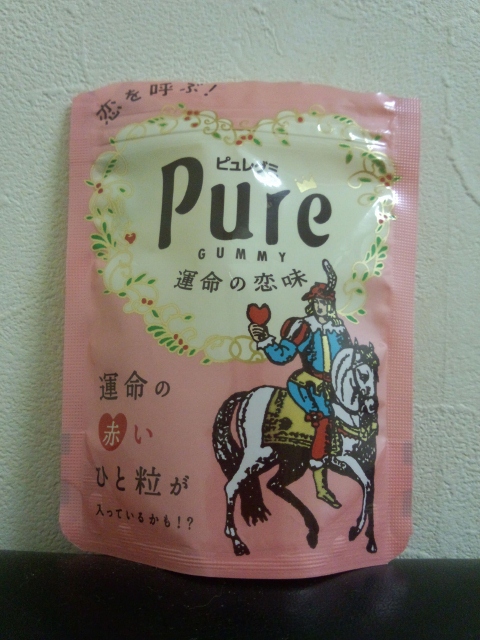 恋を呼ぶ!
ピュレグミ
Pure
GUMMY
運命の恋味
運命の
赤い
ひと粒が
入っているかも!?